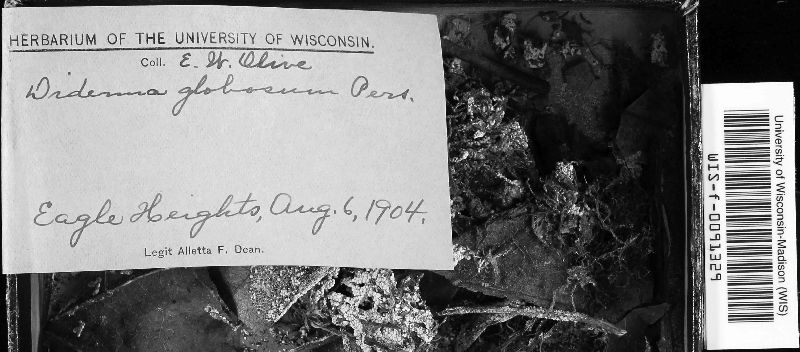 HERBARIUM OF THE UNIVERSITY OF WISCONSIN.
Coll. E. W. Olive
Diderma globosum Pers.
Eagle Heights, Aug. 6, 1904.
Legit Alletta F. Dean.
University of Wisconsin-Madison (WIS)
WIS-f-0091329